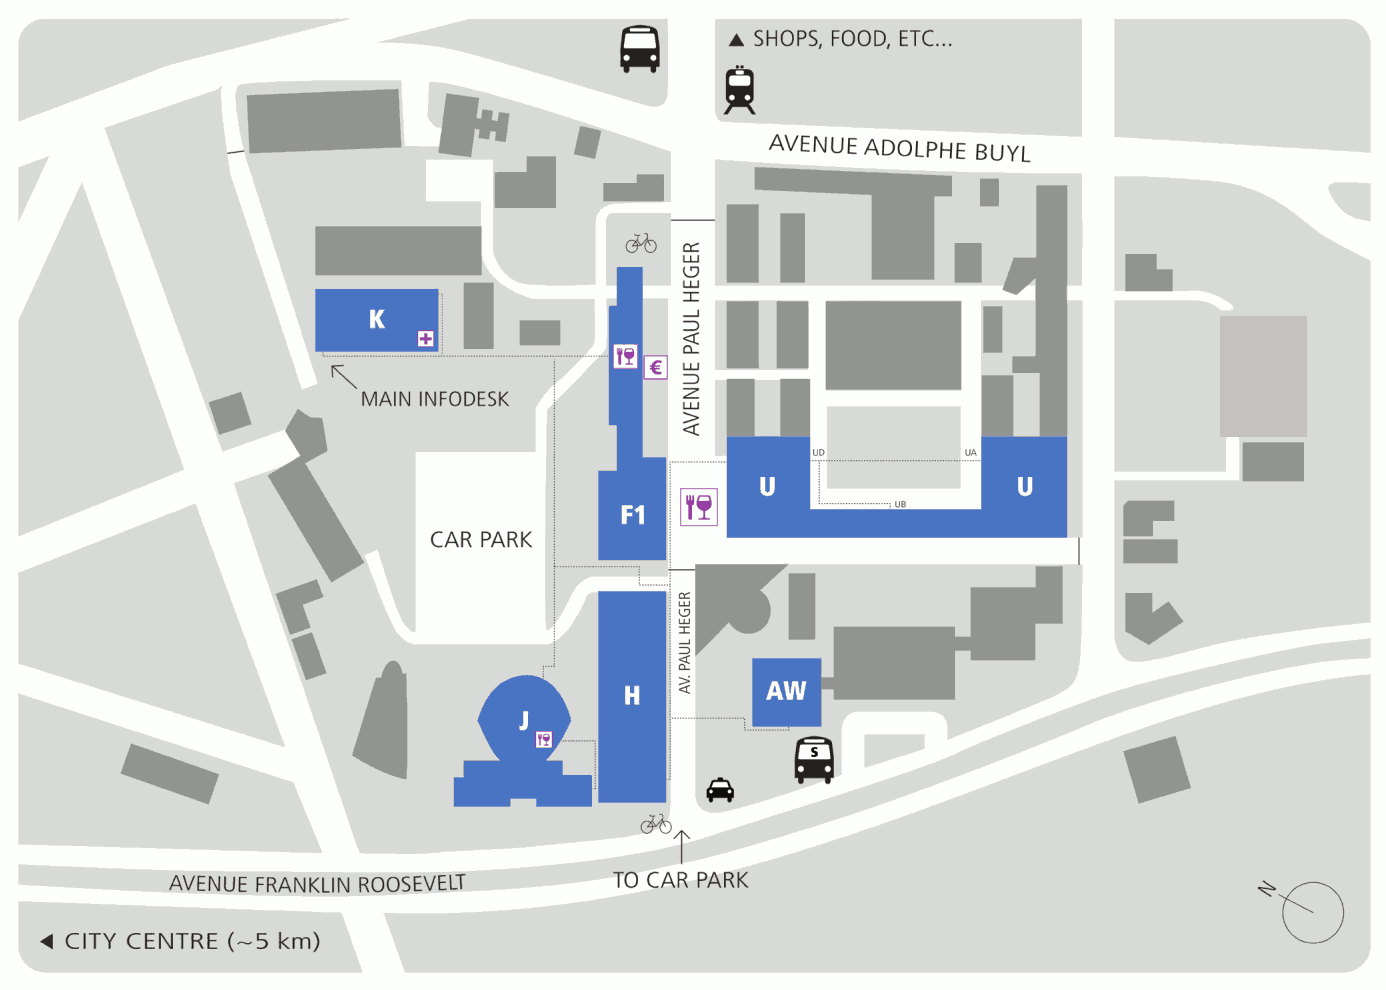 ▲ SHOPS, FOOD, ETC...
AVENUE ADOLPHE BUYL
AVENUE PAUL HEGER
K
€
MAIN INFODESK
UD
UA
U
U
UB
F1
CAR PARK
AV. PAUL HEGER
H
AW
J
S
TO CAR PARK
AVENUE FRANKLIN ROOSEVELT
N
◄ CITY CENTRE (~5 km)